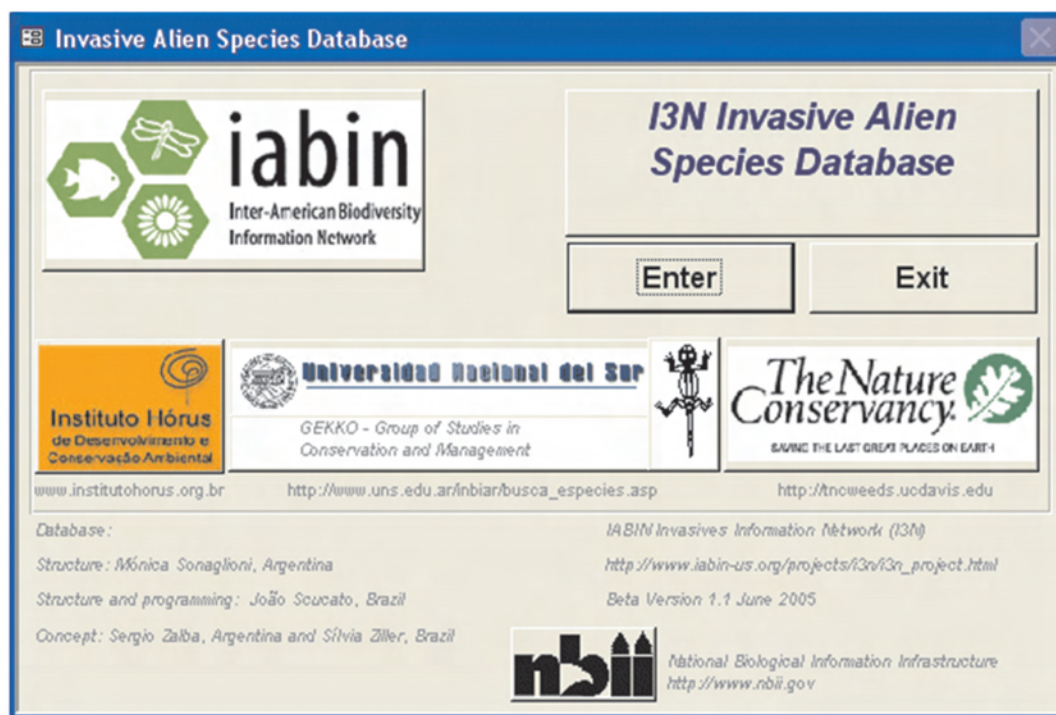 Invasive Alien Species Database
iabin
Inter-American Biodiversity
Information Network
I3N Invasive Alien
Species Database
Enter
Exit
Instituto Hórus
de Desenvolvimento e
Conservação Ambiental
Universidad Nacional del Sur
GEKKO - Group of Studies in
Conservation and Management
The Nature
Conservancy.
SAVING THE LAST GREAT PLACES ON EARTH
www.institutohorus.org.br
http://www.uns.edu.ar/inbiar/busca_especies.asp
http://tncweeds.ucdavis.edu
Database:
Structure: Mónica Sonaglioni, Argentina
Structure and programming: João Scucato, Brazil
Concept: Sergio Zalba, Argentina and Sílvia Ziller, Brazil
IABIN Invasives Information Network (I3N)
http://www.iabin-us.org/projects/i3n/i3n_project.html
Beta Version 1.1 June 2005
nbii
National Biological Information Infrastructure
http://www.nbii.gov